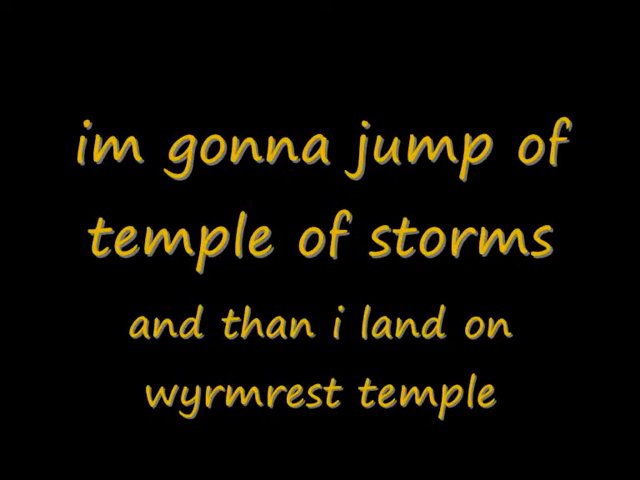 im gonna jump of
temple of storms
and than i land on
wyrmrest temple